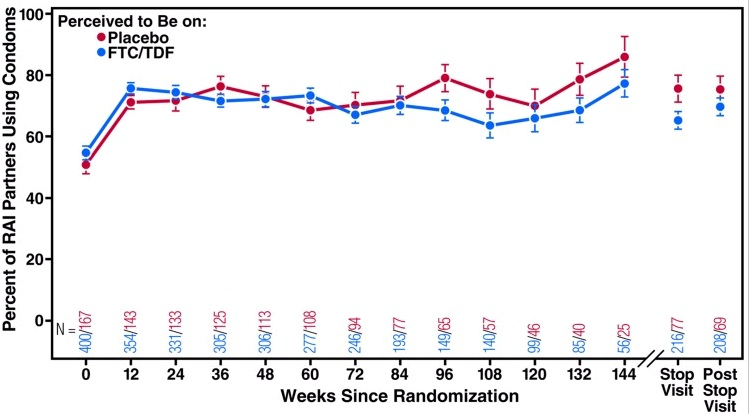 Percent of RAI Partners Using Condoms
100
80
60
40
20
0
Perceived to Be on:
Placebo
FTC/TDF
N = 400/167 354/143 331/133 305/125 306/113 277/108 246/94 193/77 149/65 140/57 99/46 85/40 56/25 216/77 208/69
0 12 24 36 48 60 72 84 96 108 120 132 144 Stop Visit Post Stop Visit
Weeks Since Randomization